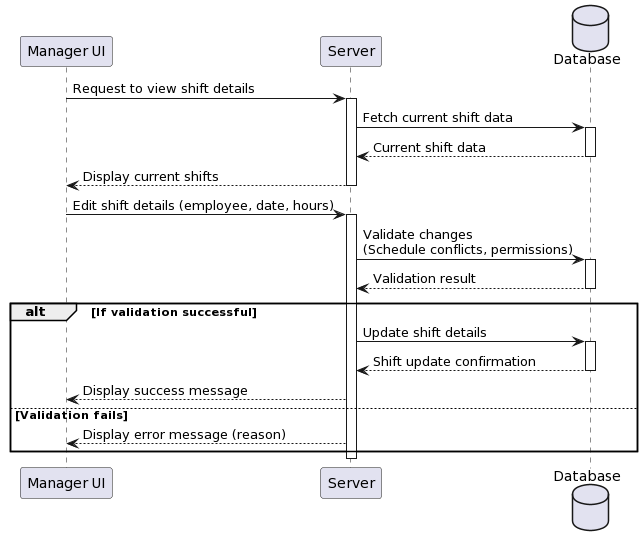 Manager UI
Server
Database
Request to view shift details
Fetch current shift data
Current shift data
Display current shifts
Edit shift details (employee, date, hours)
Validate changes
(Schedule conflicts, permissions)
Validation result
alt [If validation successful]
Update shift details
Shift update confirmation
Display success message
[Validation fails]
Display error message (reason)
Manager UI
Server
Database